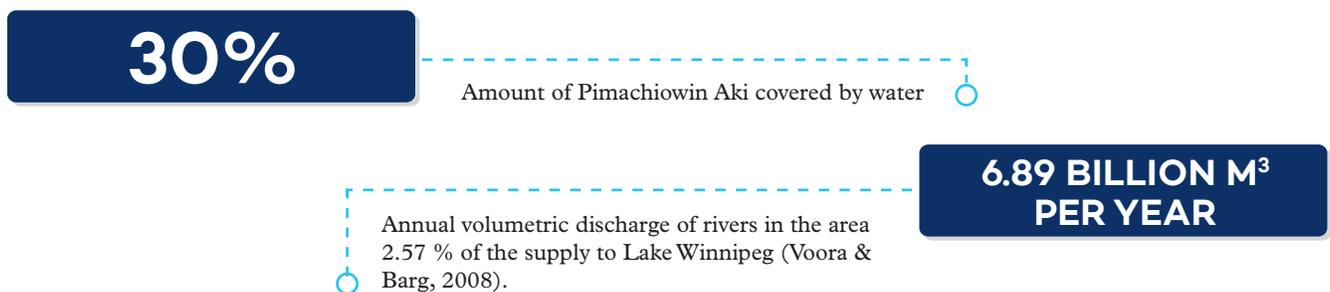 30%
Amount of Pimachiowin Aki covered by water
6.89 BILLION M³
PER YEAR
Annual volumetric discharge of rivers in the area
2.57 % of the supply to Lake Winnipeg (Voora &
Barg, 2008).